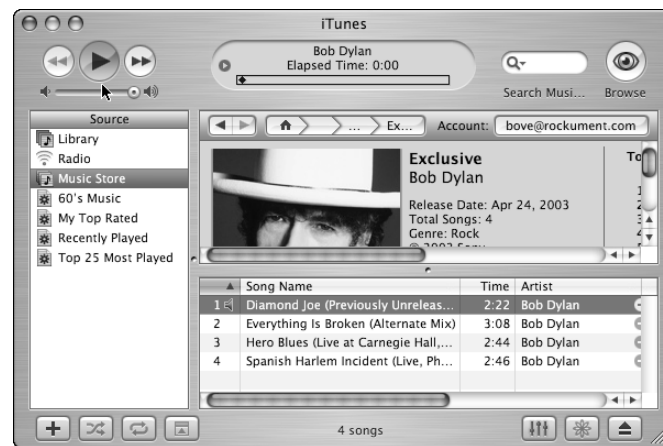 iTunes
Bob Dylan
Elapsed Time: 0:00
Search Musi...
Browse
Source
Library
Radio
Music Store
60's Music
My Top Rated
Recently Played
Top 25 Most Played
... Ex... Account: bove@rockument.com
Exclusive
Bob Dylan
Release Date: Apr 24, 2003
Total Songs: 4
Genre: Rock
To
Song Name Time Artist
1 Diamond Joe (Previously Unreleas... 2:22 Bob Dylan
2 Everything Is Broken (Alternate Mix) 3:08 Bob Dylan
3 Hero Blues (Live at Carnegie Hall,... 2:44 Bob Dylan
4 Spanish Harlem Incident (Live, Ph... 2:46 Bob Dylan
4 songs